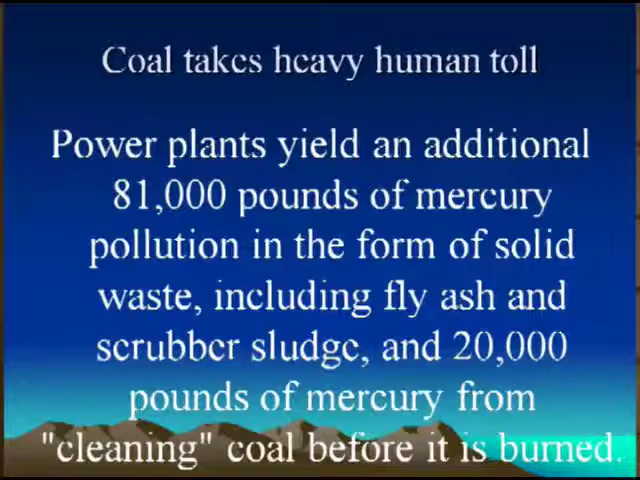 Coal takes heavy human toll
Power plants yield an additional
81,000 pounds of mercury
pollution in the form of solid
waste, including fly ash and
scrubber sludge, and 20,000
pounds of mercury from
"cleaning" coal before it is burned.